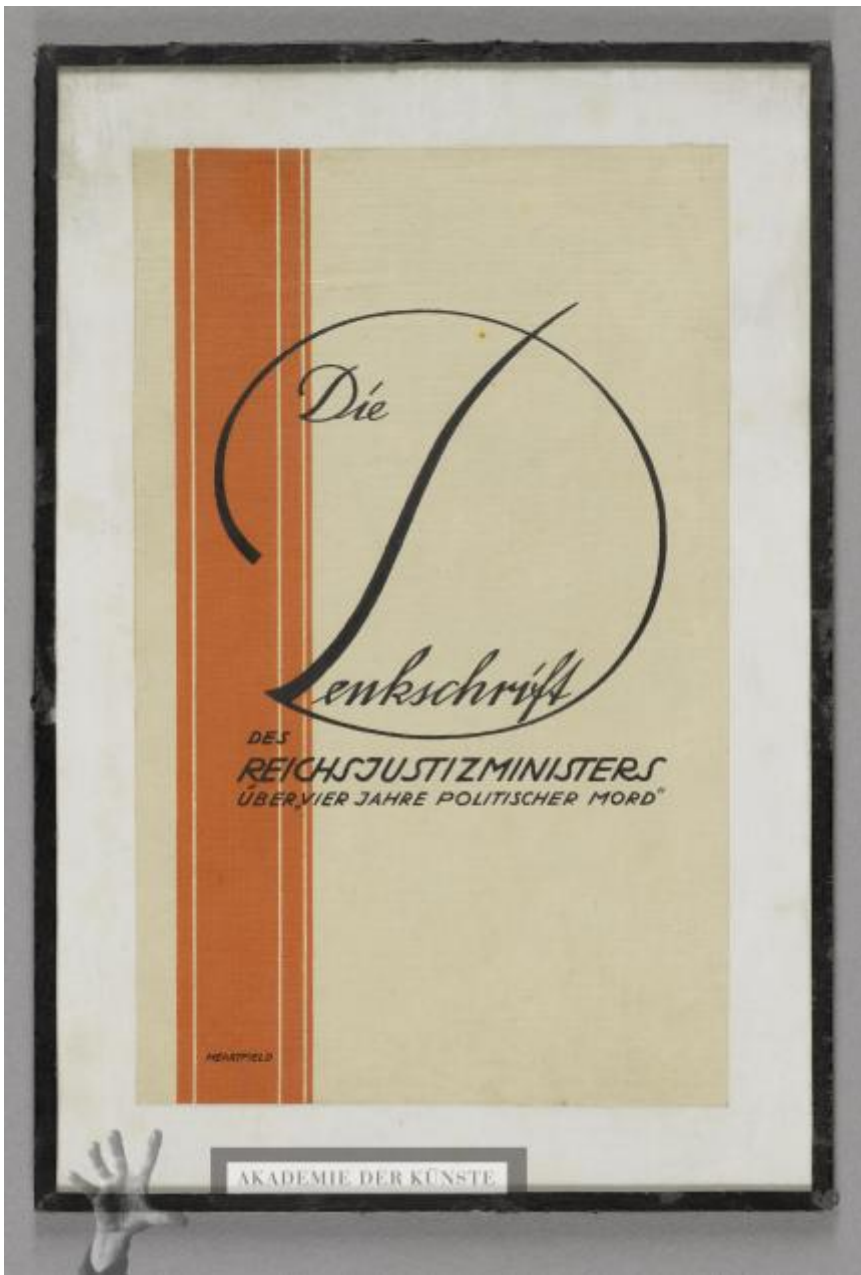 Die
Denkschrift
DES
REICHSJUSTIZMINISTERS
ÜBER „VIER JAHRE POLITISCHER MORD"
HEARTFIELD
AKADEMIE DER KÜNSTE